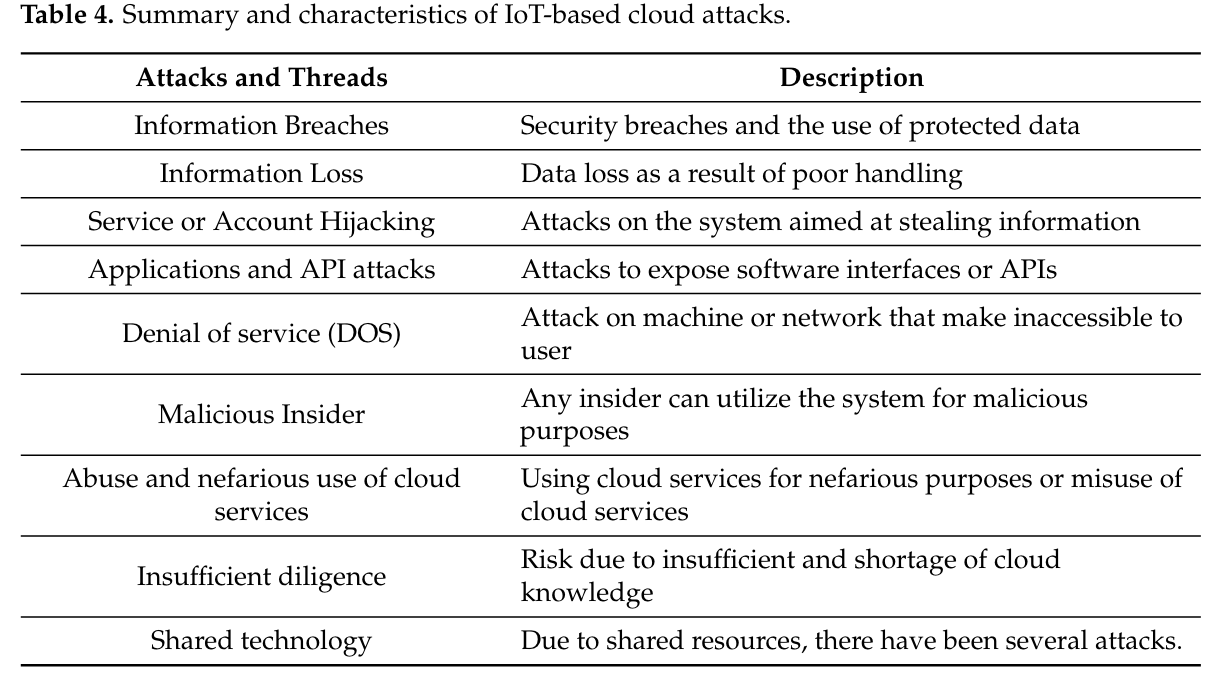 Table 4. Summary and characteristics of IoT-based cloud attacks.
Attacks and Threads
Description
Information Breaches
Security breaches and the use of protected data
Information Loss
Data loss as a result of poor handling
Service or Account Hijacking
Attacks on the system aimed at stealing information
Applications and API attacks
Attacks to expose software interfaces or APIs
Denial of service (DOS)
Attack on machine or network that make inaccessible to
user
Malicious Insider
Any insider can utilize the system for malicious
purposes
Abuse and nefarious use of cloud
services
Using cloud services for nefarious purposes or misuse of
cloud services
Insufficient diligence
Risk due to insufficient and shortage of cloud
knowledge
Shared technology
Due to shared resources, there have been several attacks.